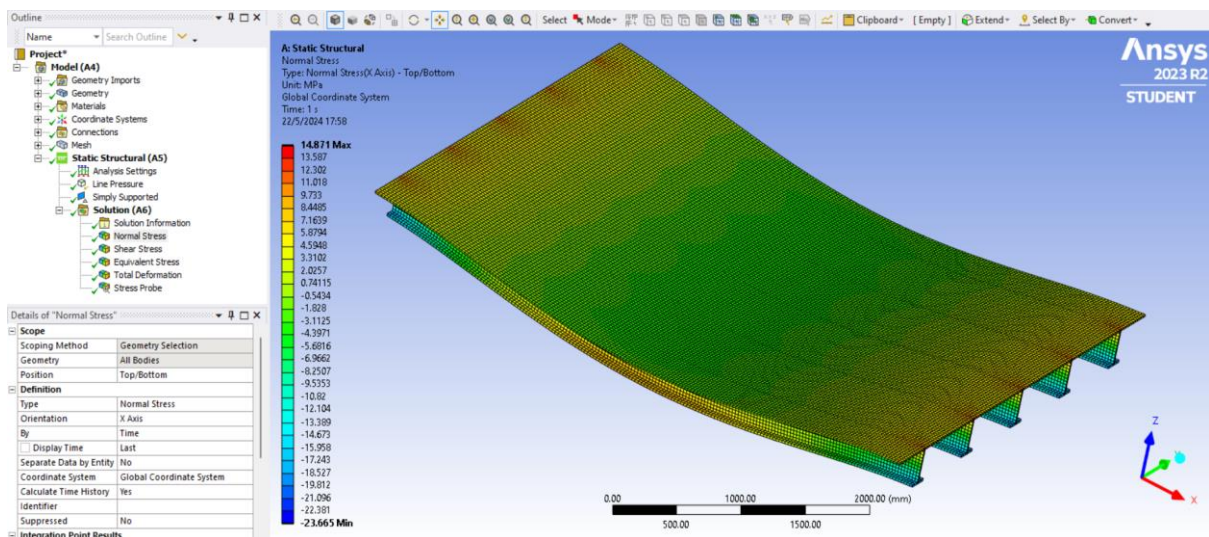 Outline
Name
Search Outline
Project*
Model (A4)
Geometry Imports
Geometry
Materials
Coordinate Systems
Connections
Mesh
Static Structural (A5)
Analysis Settings
Line Pressure
Simply Supported
Solution (A6)
Solution Information
Normal Stress
Shear Stress
Equivalent Stress
Total Deformation
Stress Probe
Details of "Normal Stress"
Scope
Scoping Method Geometry Selection
Geometry All Bodies
Position Top/Bottom
Definition
Type Normal Stress
Orientation X Axis
By Time
Display Time Last
Separate Data by Entity No
Coordinate System Global Coordinate System
Calculate Time History Yes
Identifier
Suppressed No
Integration Point Results
Select Mode Clipboard [ Empty ] Extend Select By Convert
A: Static Structural
Normal Stress
Type: Normal Stress(X Axis) - Top/Bottom
Unit: MPa
Global Coordinate System
Time: 1 s
22/5/2024 17:58
14.871 Max
13.587
12.302
11.018
9.733
8.4485
7.1639
5.8794
4.5948
3.3102
2.0257
0.74115
-0.5434
-1.828
-3.1125
-4.3971
-5.6816
-6.9662
-8.2507
-9.5353
-10.82
-12.104
-13.389
-14.673
-15.958
-17.243
-18.527
-19.812
-21.096
-22.381
-23.665 Min
Ansys
2023 R2
STUDENT
0.00 1000.00 2000.00 (mm)
500.00 1500.00
Z
X